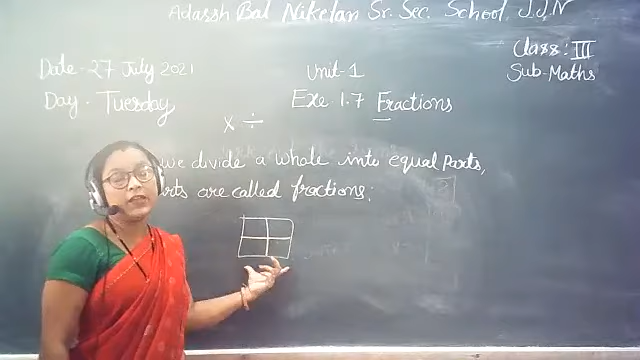 Adassh Bal Niketan Sr. Sec. School, JJN
Class: III
Date - 27 July 2021
Unit-1
Sub-Maths
Day. Tuesday
Exe 1.7 Fractions
× ÷
we divide a whole into equal parts,
are called fractions.